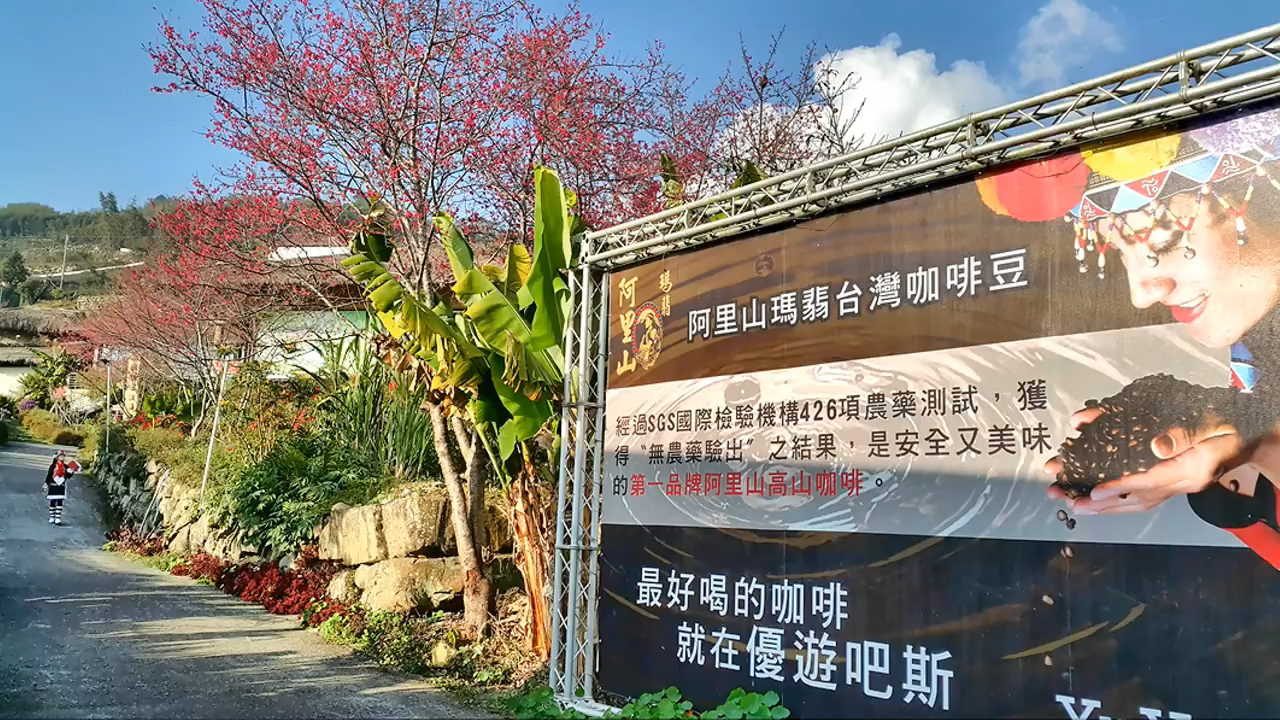 阿里山
瑪翡
阿里山瑪翡台灣咖啡豆
經過SGS國際檢驗機構426項農藥測試，獲
得“無農藥驗出”之結果，是安全又美味
的第一品牌阿里山高山咖啡。
最好喝的咖啡
就在優遊吧斯